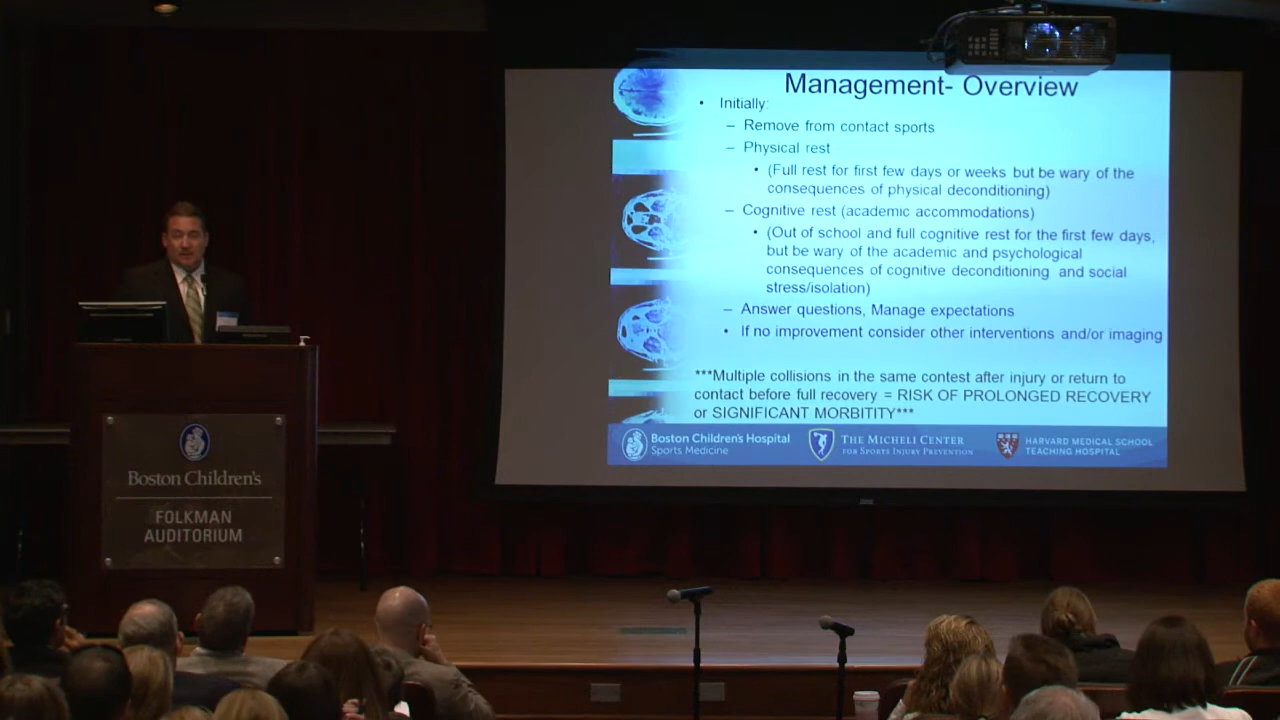 Management- Overview
• Initially:
– Remove from contact sports
– Physical rest
• (Full rest for first few days or weeks but be wary of the
consequences of physical deconditioning)
– Cognitive rest (academic accommodations)
• (Out of school and full cognitive rest for the first few days,
but be wary of the academic and psychological
consequences of cognitive deconditioning and social
stress/isolation)
– Answer questions, Manage expectations
• If no improvement consider other interventions and/or imaging
***Multiple collisions in the same contest after injury or return to
contact before full recovery = RISK OF PROLONGED RECOVERY
or SIGNIFICANT MORBITITY***
Boston Children's Hospital
Sports Medicine
THE MICHELI CENTER
FOR SPORTS INJURY PREVENTION
HARVARD MEDICAL SCHOOL
TEACHING HOSPITAL
Boston Children's
FOLKMAN
AUDITORIUM